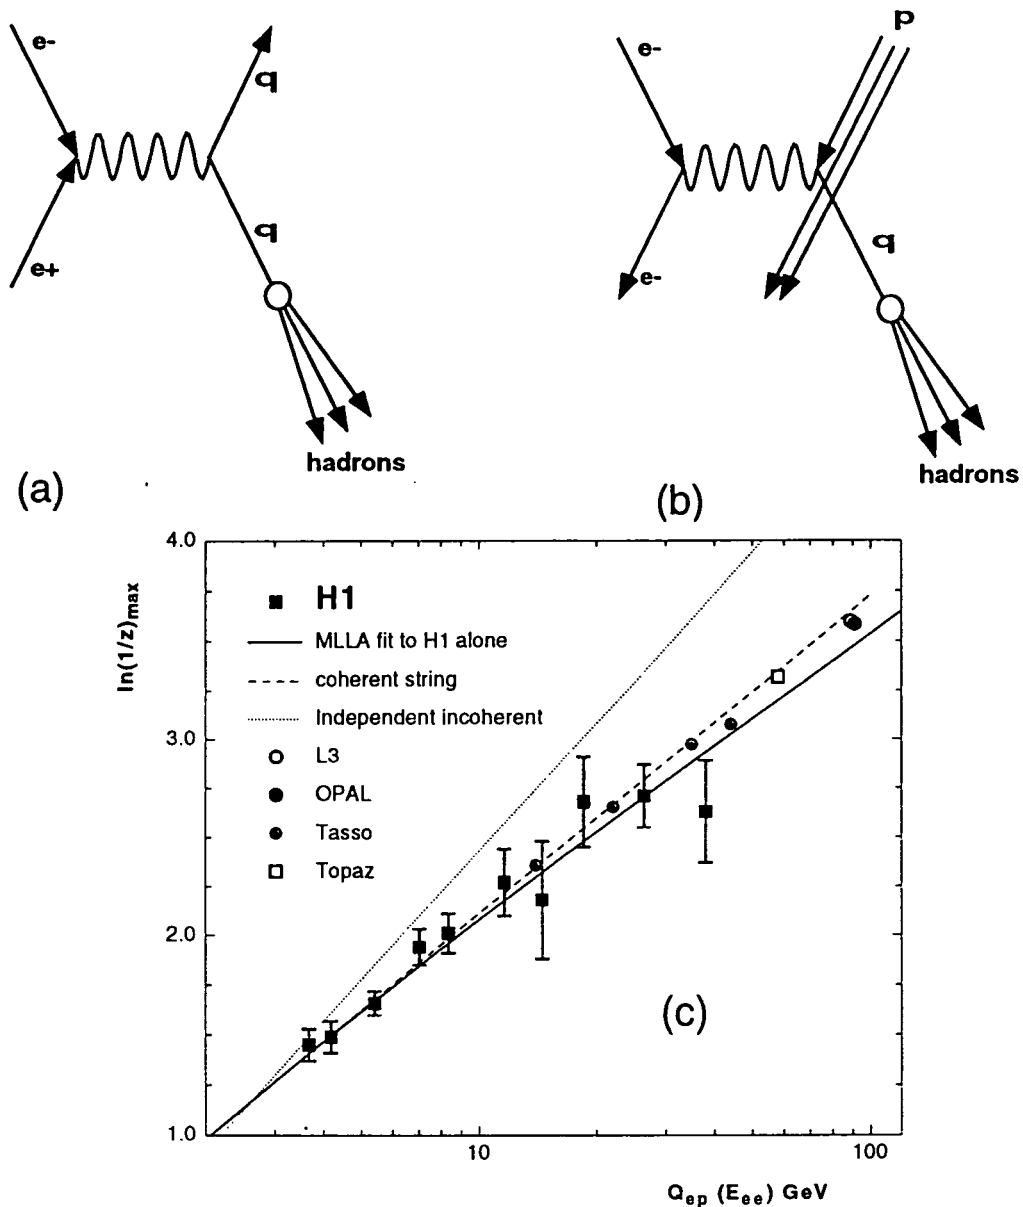 e-
q
q
e+
hadrons
(a)
p
e-
q
e-
hadrons
(b)
4.0
3.0
2.0
1.0
ln(1/z)max
H1
MLLA fit to H1 alone
coherent string
Independent incoherent
L3
OPAL
Tasso
Topaz
(c)
10
100
Qep (Eee) GeV